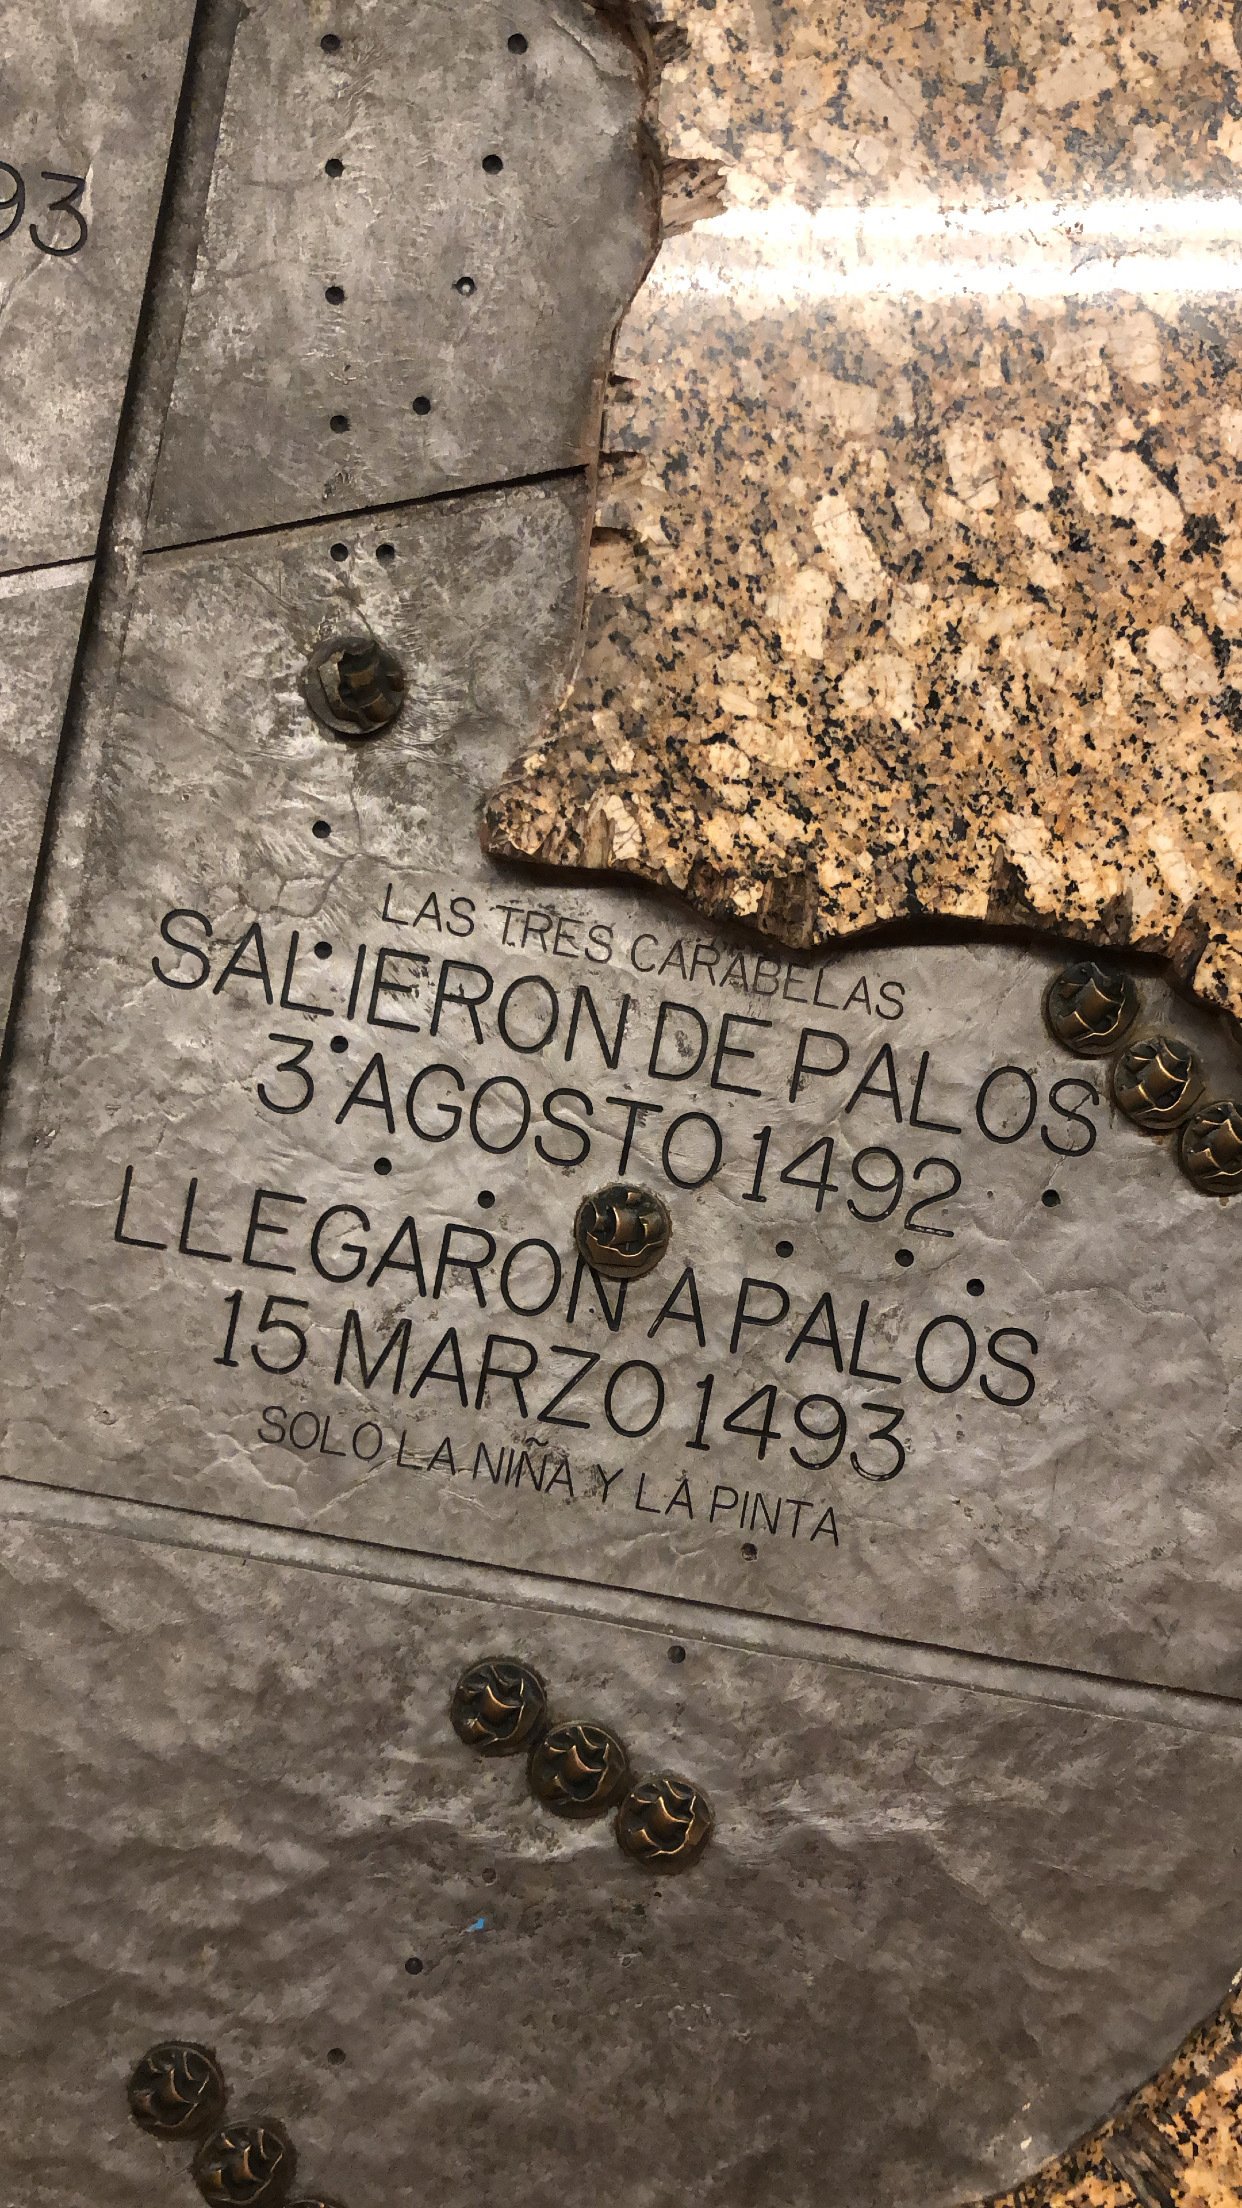 93
LAS TRES CARABELAS
SALIERON DE PALOS
3 AGOSTO 1492
LLEGARON A PALOS
15 MARZO 1493
SOLO LA NIÑA Y LA PINTA